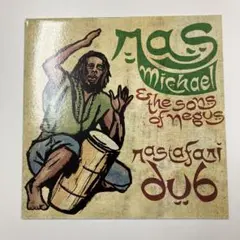 RAS
Michael
& the sons
of negus
rastafari
dub